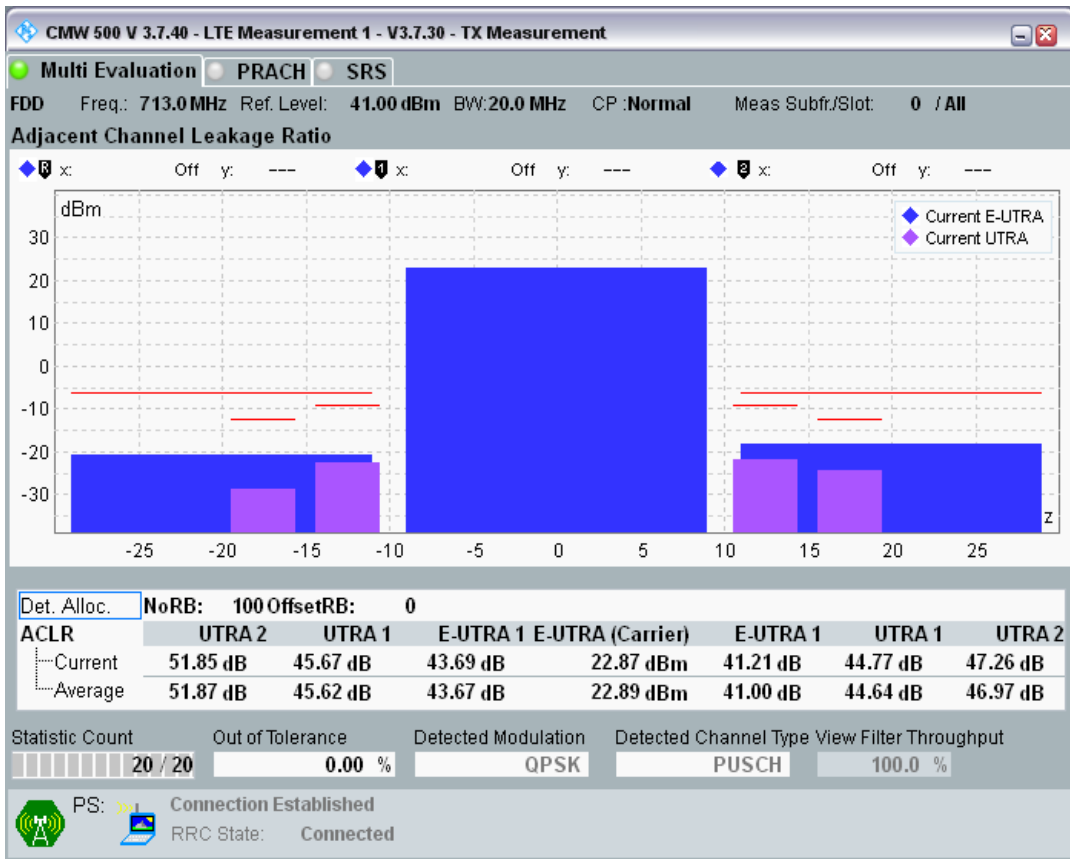 CMW 500 V 3.7.40 - LTE Measurement 1 - V3.7.30 - TX Measurement
Multi Evaluation PRACH SRS
FDD Freq.: 713.0 MHz Ref. Level: 41.00 dBm BW: 20.0 MHz CP : Normal Meas Subfr./Slot: 0 / All
Adjacent Channel Leakage Ratio
R x: Off y: --- 1 x: Off y: --- 2 x: Off y: ---
dBm
Current E-UTRA
Current UTRA
30
20
10
0
-10
-20
-30
z
-25 -20 -15 -10 -5 0 5 10 15 20 25
Det. Alloc. NoRB: 100 OffsetRB: 0
ACLR UTRA 2 UTRA 1 E-UTRA 1 E-UTRA (Carrier) E-UTRA 1 UTRA 1 UTRA 2
Current 51.85 dB 45.67 dB 43.69 dB 22.87 dBm 41.21 dB 44.77 dB 47.26 dB
Average 51.87 dB 45.62 dB 43.67 dB 22.89 dBm 41.00 dB 44.64 dB 46.97 dB
Statistic Count Out of Tolerance Detected Modulation Detected Channel Type View Filter Throughput
20 / 20 0.00 % QPSK PUSCH 100.0 %
PS: Connection Established
RRC State: Connected